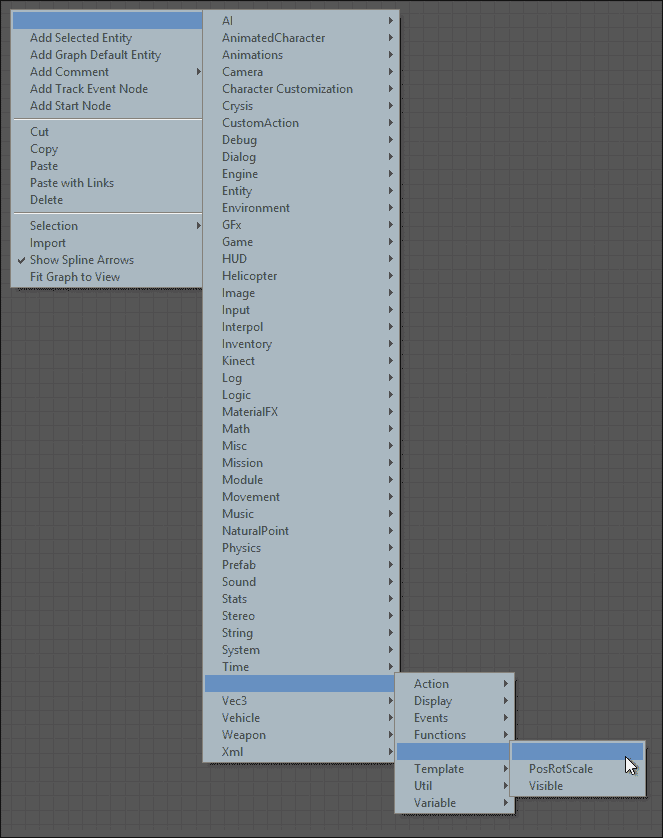 Add Selected Entity
Add Graph Default Entity
Add Comment
Add Track Event Node
Add Start Node
Cut
Copy
Paste
Paste with Links
Delete
Selection
Import
Show Spline Arrows
Fit Graph to View
AI
AnimatedCharacter
Animations
Camera
Character Customization
Crysis
CustomAction
Debug
Dialog
Engine
Entity
Environment
GFx
Game
HUD
Helicopter
Image
Input
Interpol
Inventory
Kinect
Log
Logic
MaterialFX
Math
Misc
Mission
Module
Movement
Music
NaturalPoint
Physics
Prefab
Sound
Stats
Stereo
String
System
Time
Vec3
Vehicle
Weapon
Xml
Action
Display
Events
Functions
Template
Util
Variable
PosRotScale
Visible